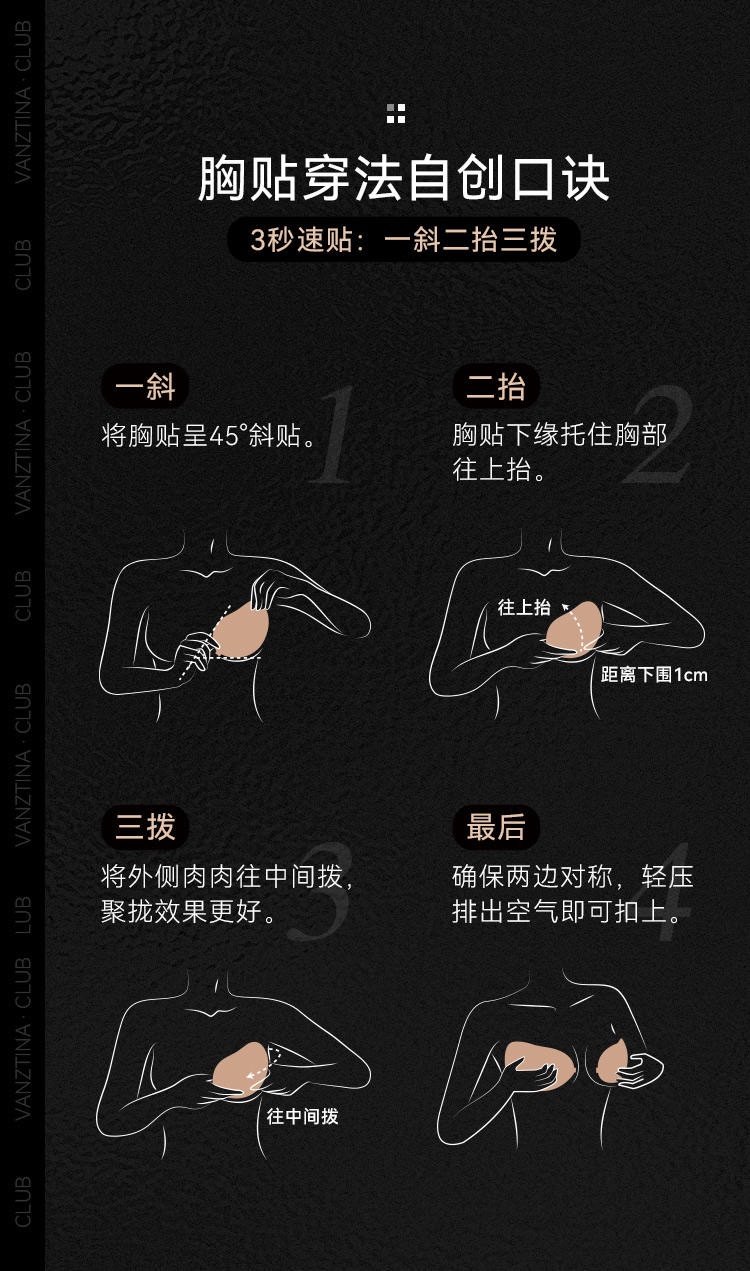 胸贴穿法自创口诀
3秒速贴：一斜二抬三拨
一斜
1
将胸贴呈45°斜贴。
二抬
2
胸贴下缘托住胸部
往上抬。
往上抬
距离下围1cm
三拨
3
将外侧肉肉往中间拨，
聚拢效果更好。
往中间拨
最后
4
确保两边对称，轻压
排出空气即可扣上。
VANZTINA · CLUB
CLUB
VANZTINA · CLUB
CLUB
VANZTINA · CLUB
LUB
VANZTINA · CLUB
CLUB